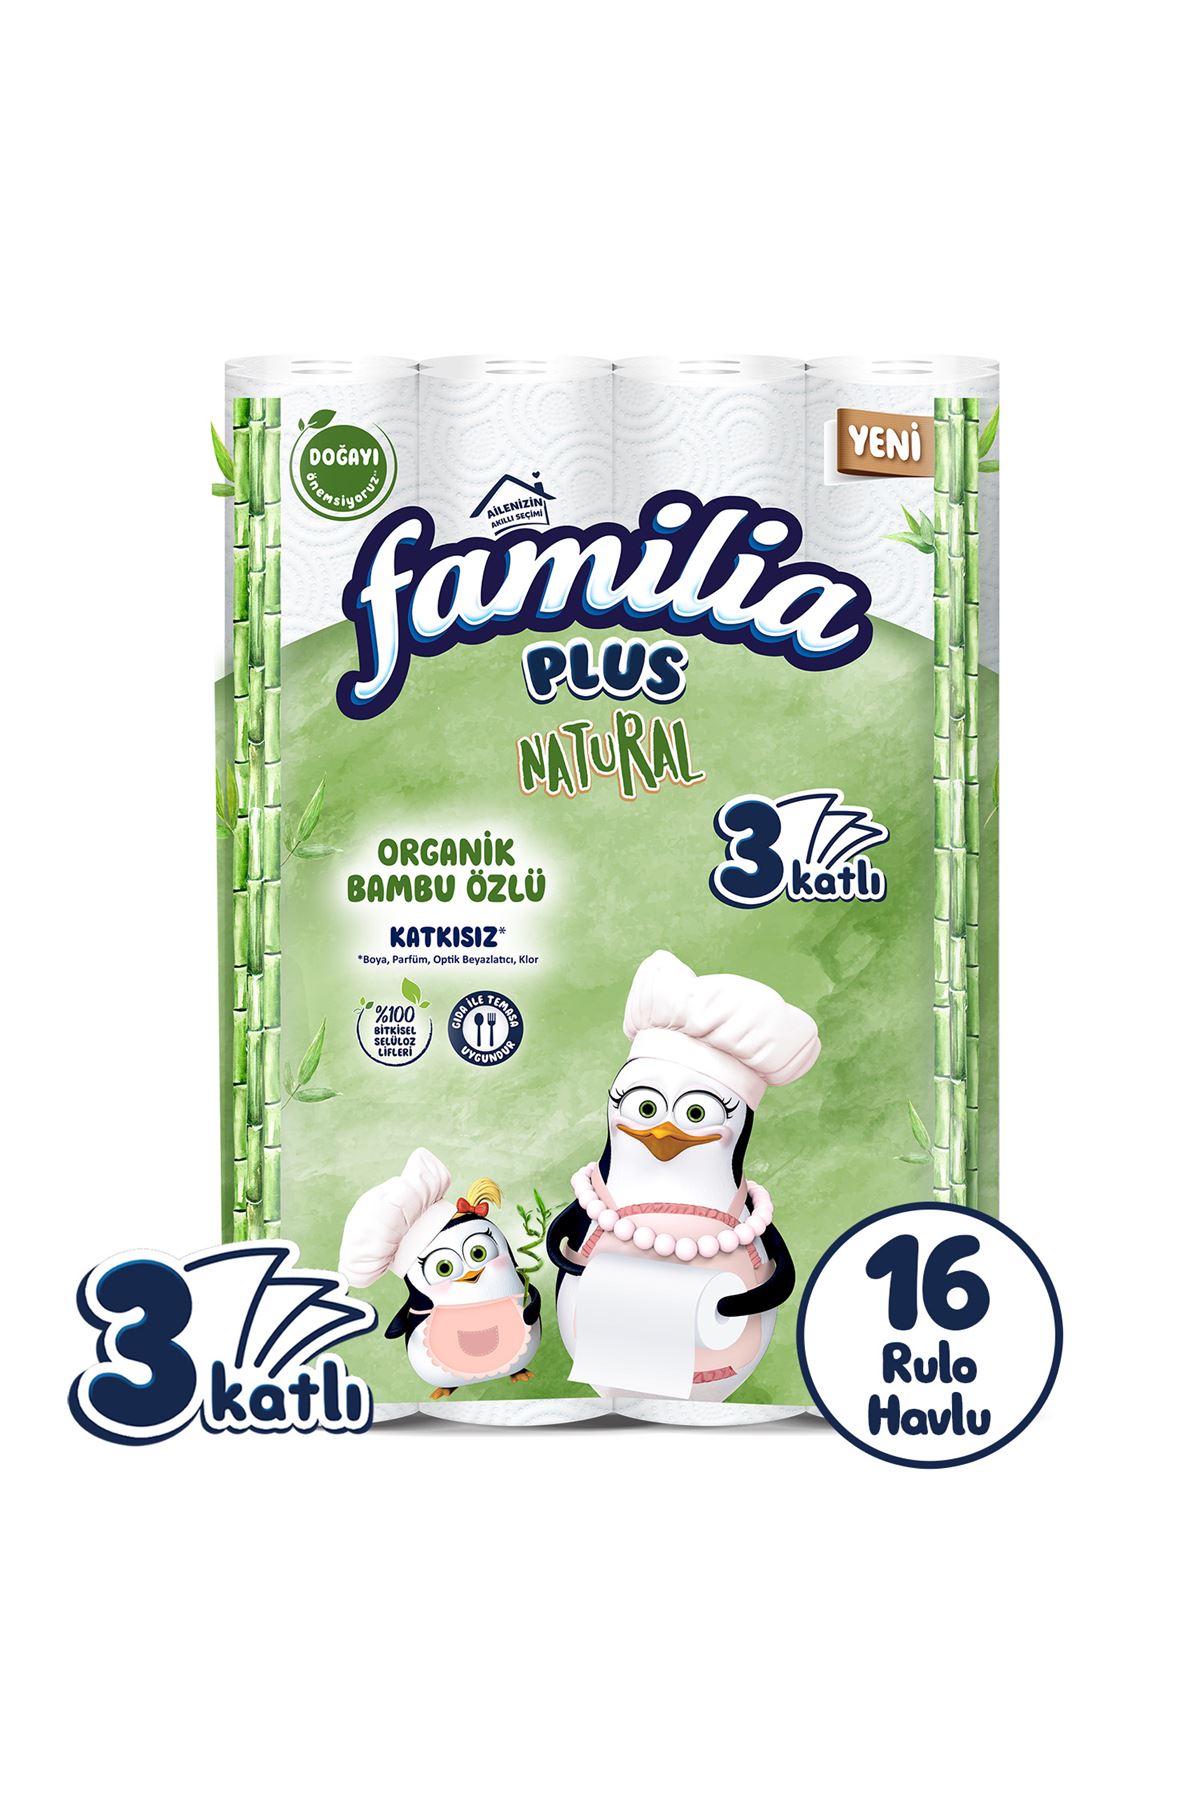 DOĞAYI
önemsiyoruz
YENİ
AİLENİZİN
AKILLI SEÇİMİ
familia
PLUS
NATURAL
3 katlı
ORGANİK
BAMBU ÖZLÜ
KATKISIZ*
*Boya, Parfüm, Optik Beyazlatıcı, Klor
%100
BİTKİSEL
SELÜLOZ
LİFLERİ
GIDA İLE TEMASA
UYGUNDUR
3 katlı
16
Rulo
Havlu